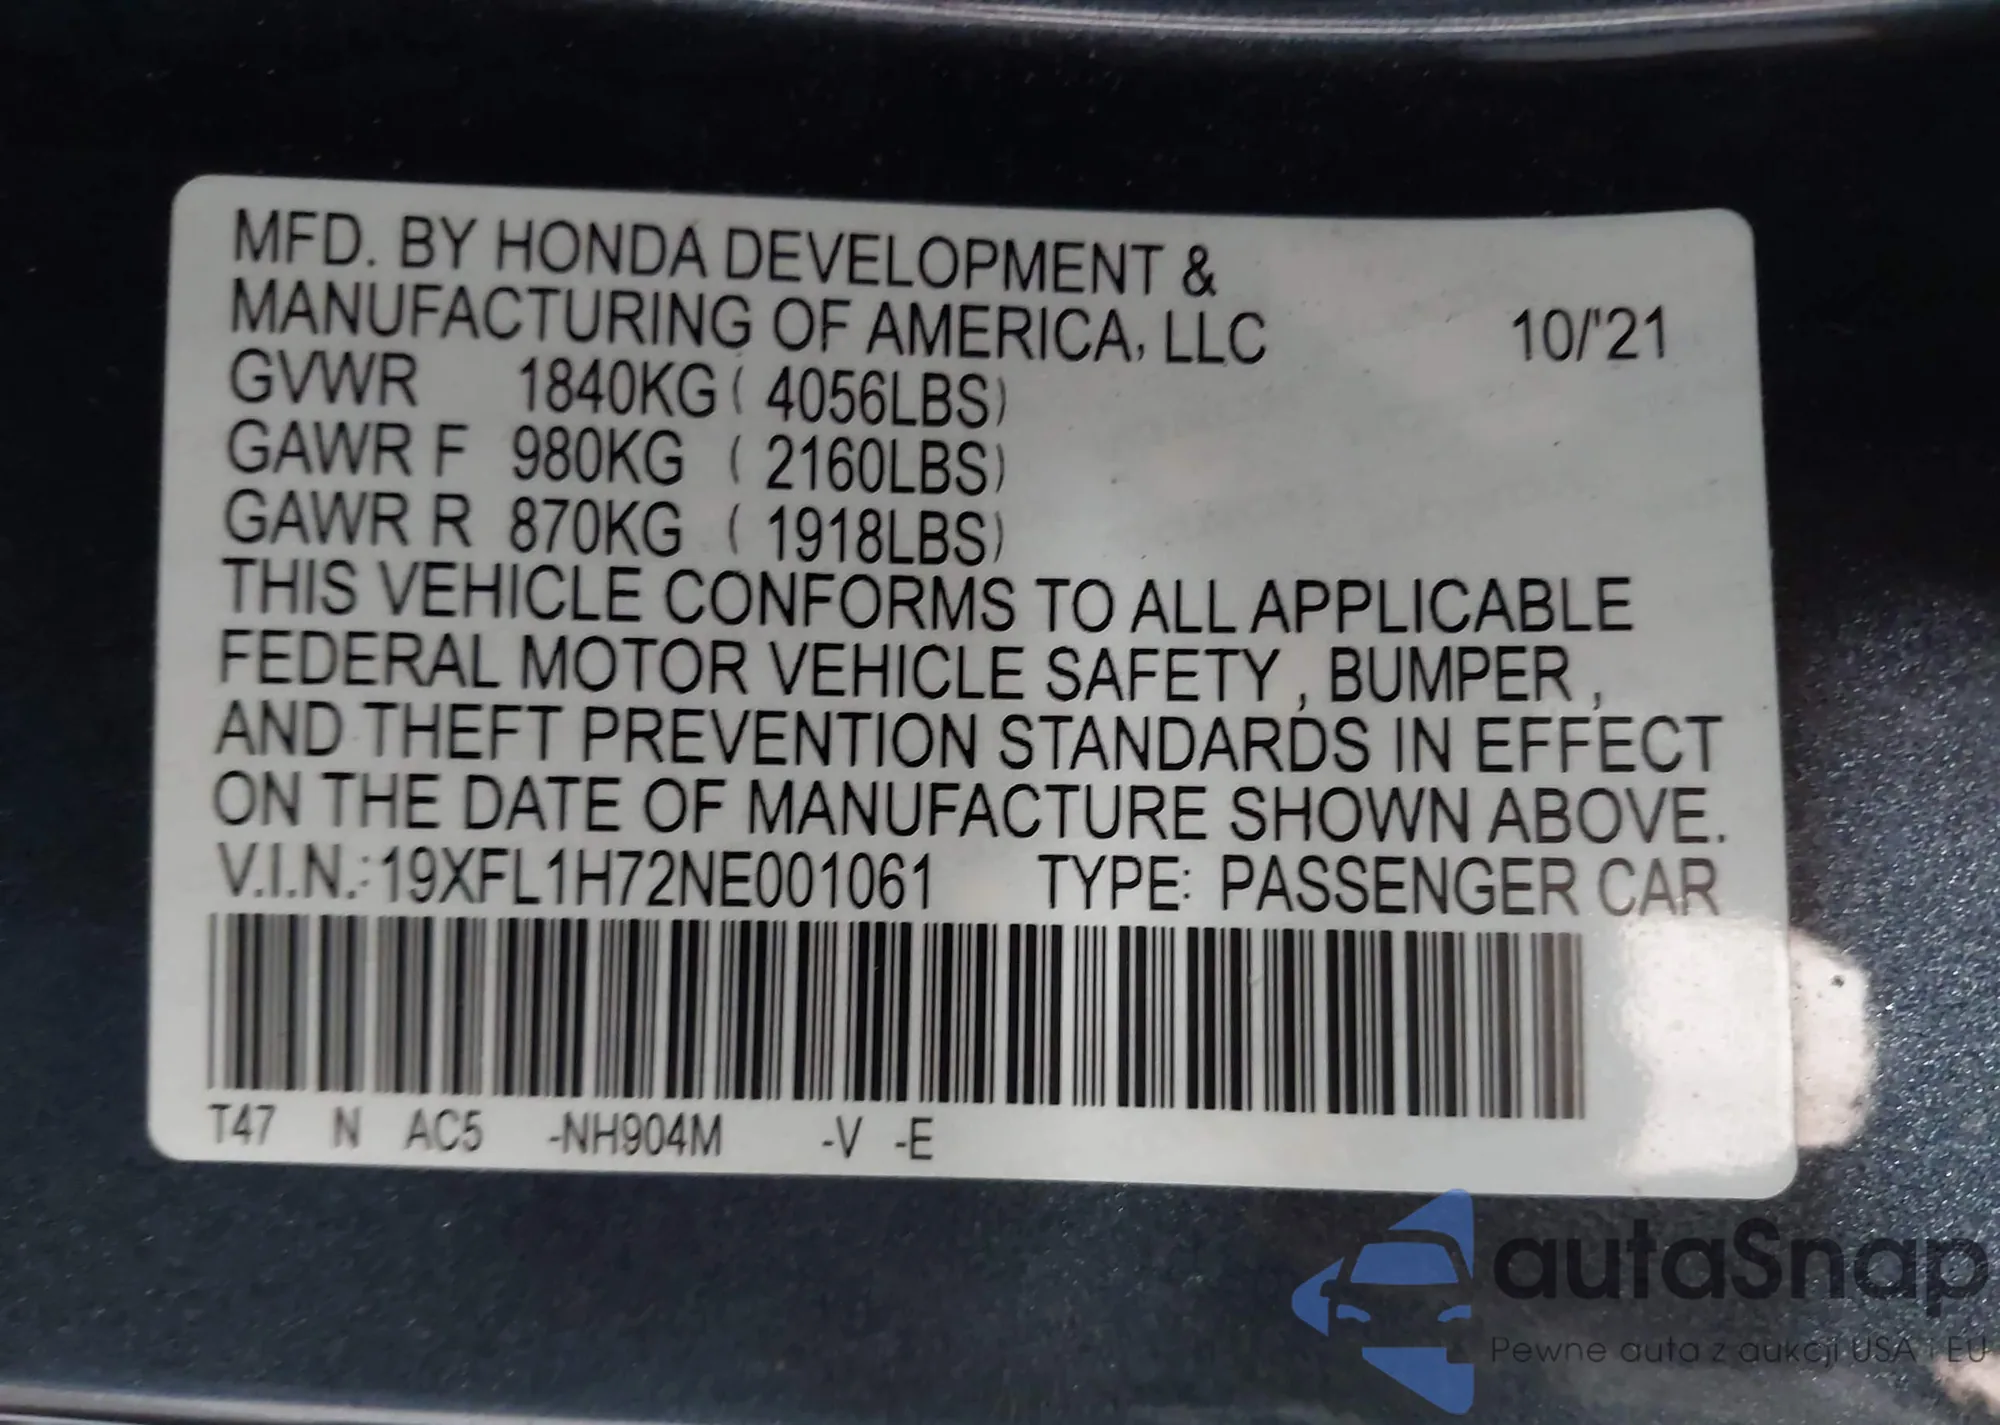 MFD. BY HONDA DEVELOPMENT &
MANUFACTURING OF AMERICA, LLC 10/'21
GVWR 1840KG ( 4056LBS)
GAWR F 980KG ( 2160LBS)
GAWR R 870KG ( 1918LBS)
THIS VEHICLE CONFORMS TO ALL APPLICABLE
FEDERAL MOTOR VEHICLE SAFETY , BUMPER ,
AND THEFT PREVENTION STANDARDS IN EFFECT
ON THE DATE OF MANUFACTURE SHOWN ABOVE.
V.I.N.: 19XFL1H72NE001061 TYPE: PASSENGER CAR
T47 N AC5 -NH904M -V -E
autaSnap
Pewne auta z aukcji USA i EU